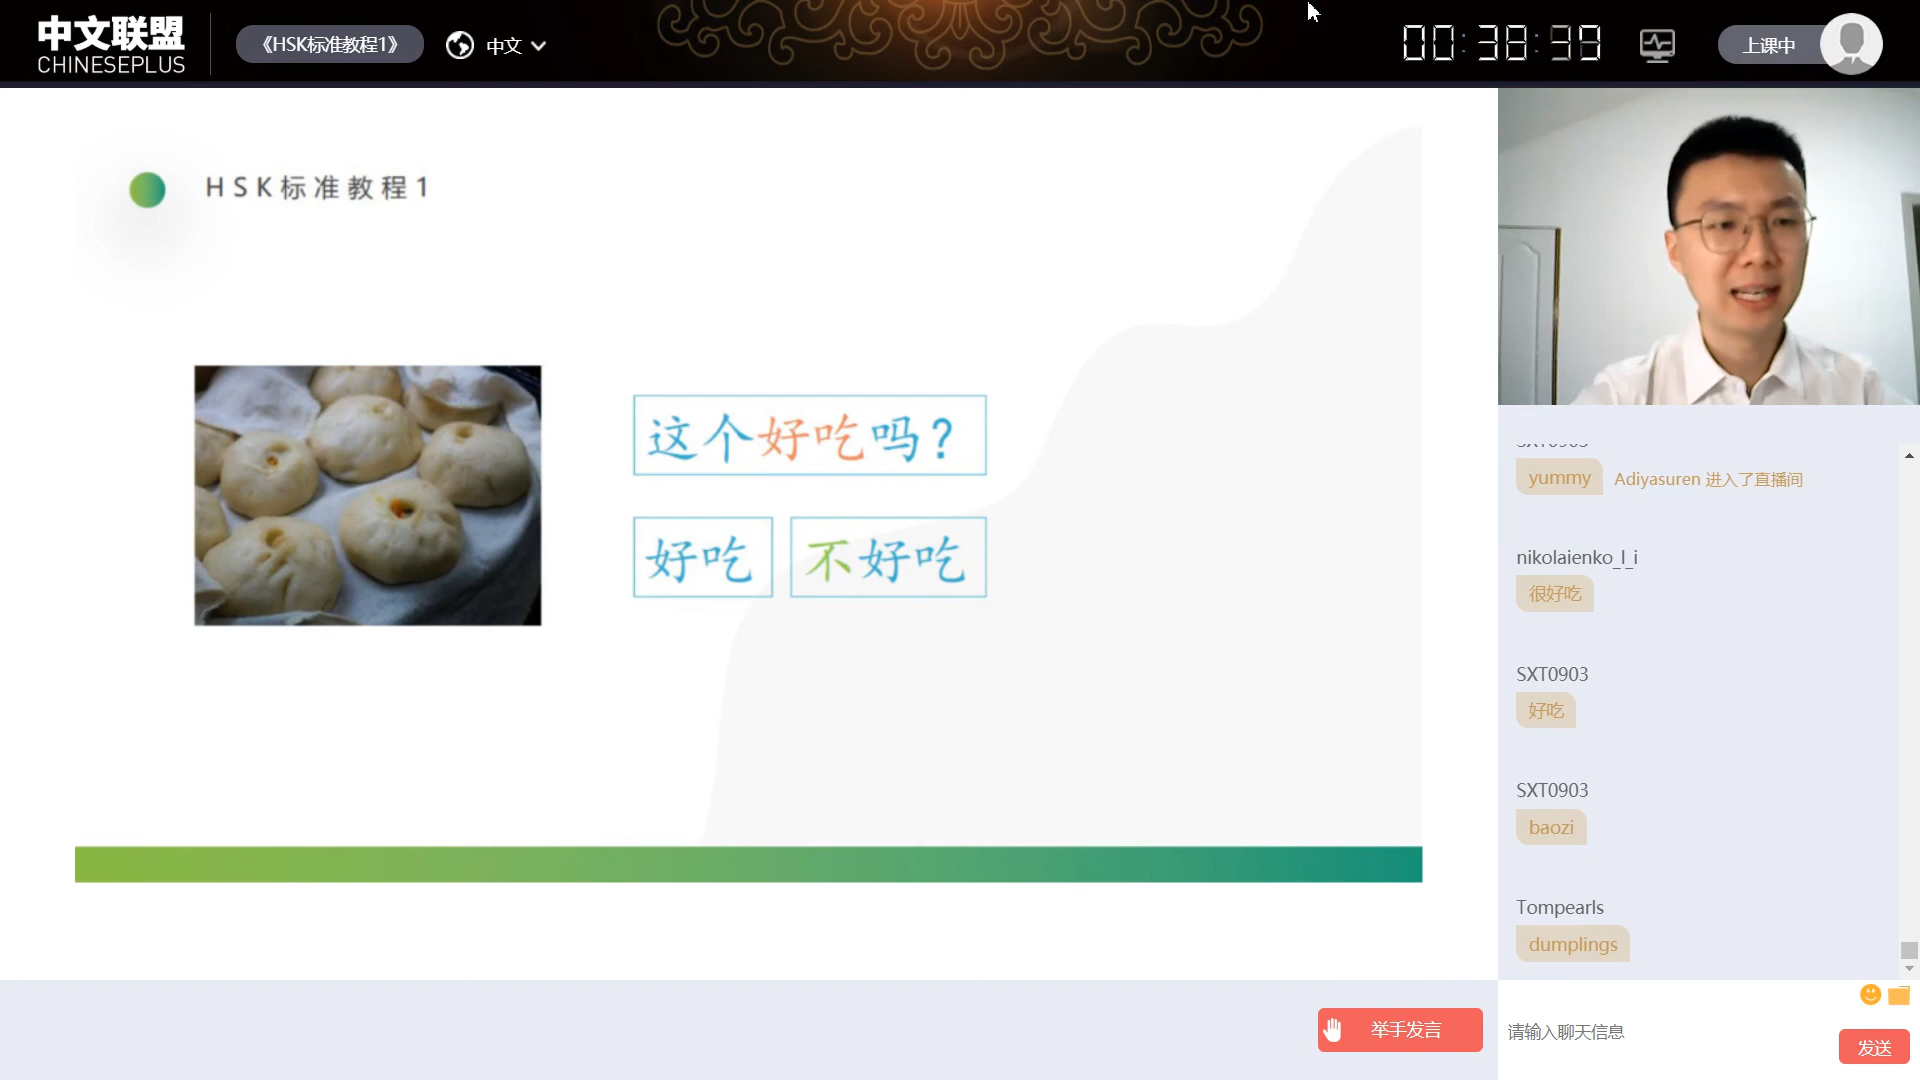 中文联盟
CHINESEPLUS
《HSK标准教程1》
中文
00:38:39
上课中
HSK标准教程1
这个好吃吗？
好吃
不好吃
SXT0903
yummy
Adiyasuren 进入了直播间
nikolaienko_l_i
很好吃
SXT0903
好吃
SXT0903
baozi
Tompearls
dumplings
举手发言
请输入聊天信息
发送